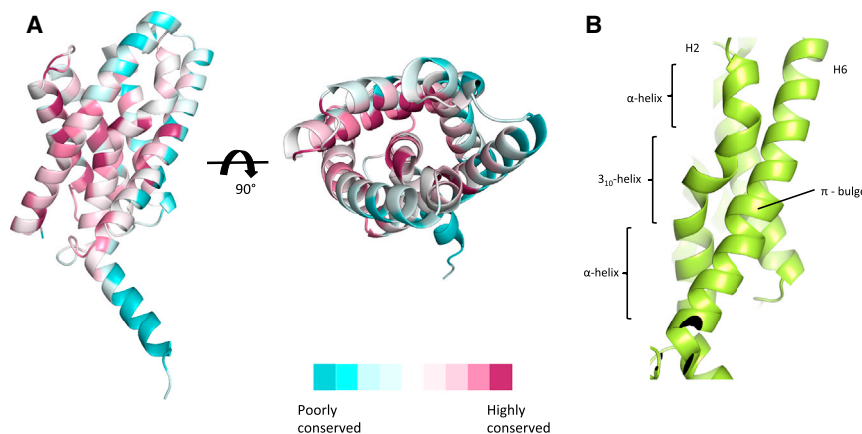 A
B
H2
H6
α-helix
3₁₀-helix
π - bulge
α-helix
90°
Poorly
conserved
Highly
conserved